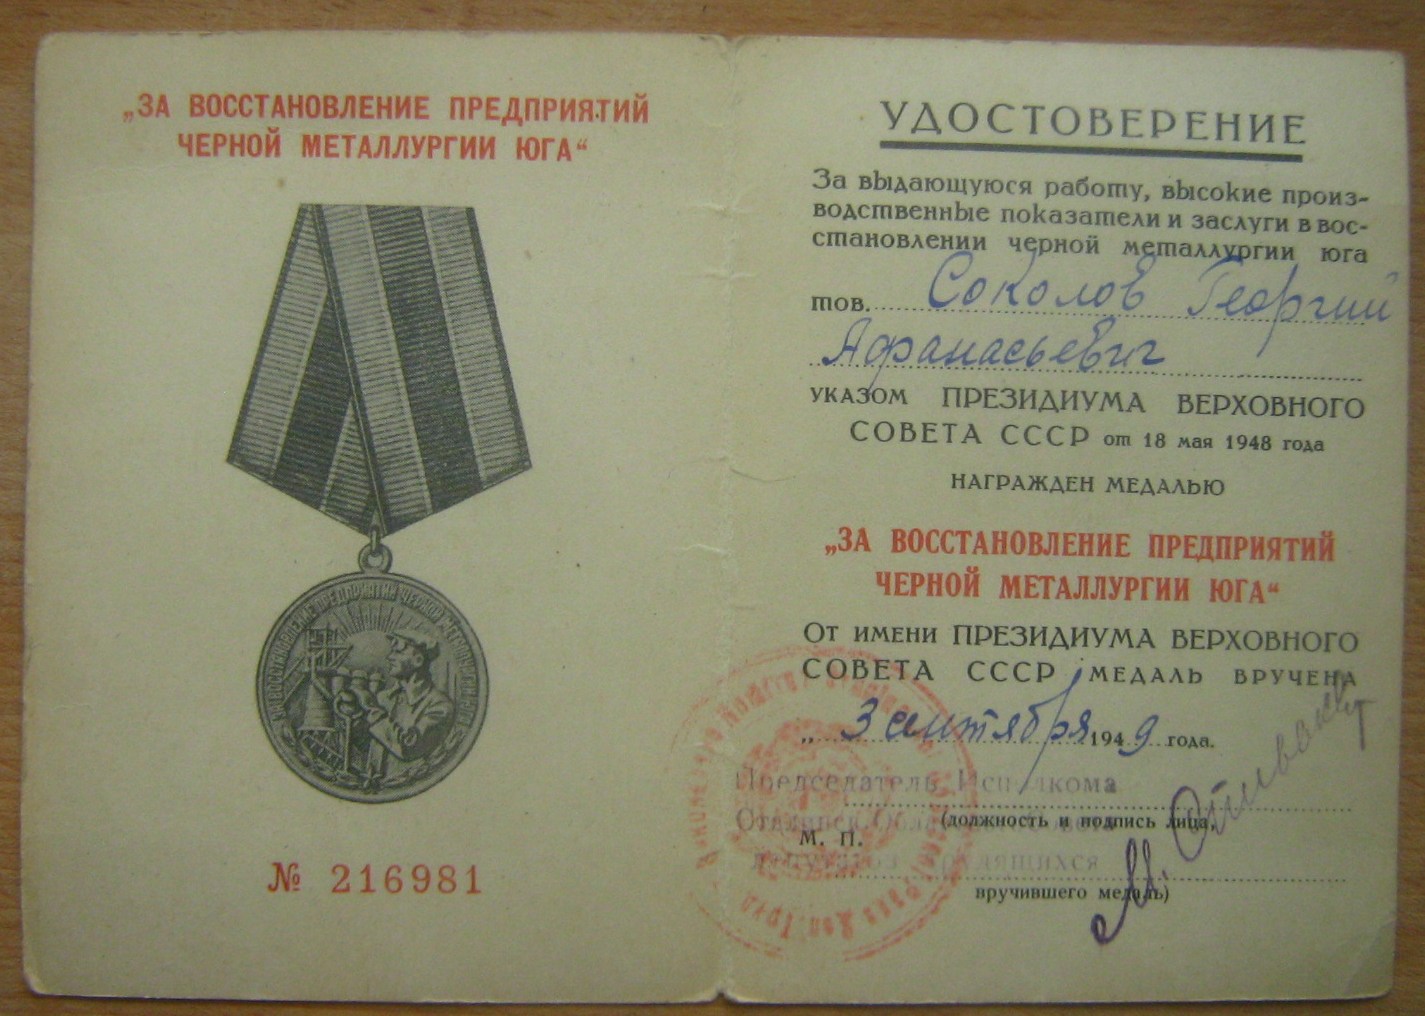 „ЗА ВОССТАНОВЛЕНИЕ ПРЕДПРИЯТИЙ
ЧЕРНОЙ МЕТАЛЛУРГИИ ЮГА“
№ 216981
УДОСТОВЕРЕНИЕ
За выдающуюся работу, высокие произ-
водственные показатели и заслуги в вос-
становлении черной металлургии юга
тов. Соколов Георгий
Афанасьевич
указом ПРЕЗИДИУМА ВЕРХОВНОГО
СОВЕТА СССР от 18 мая 1948 года
НАГРАЖДЕН МЕДАЛЬЮ
„ЗА ВОССТАНОВЛЕНИЕ ПРЕДПРИЯТИЙ
ЧЕРНОЙ МЕТАЛЛУРГИИ ЮГА“
От имени ПРЕЗИДИУМА ВЕРХОВНОГО
СОВЕТА СССР МЕДАЛЬ ВРУЧЕНА
„ 3 сентября 1949 года.
Председатель Исполкома
(должность и подпись лица,
М. П.
вручившего медаль)